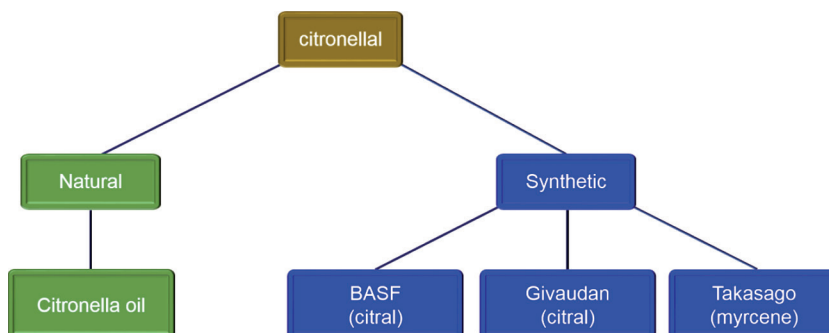 citronellal
Natural
Synthetic
Citronella oil
BASF
(citral)
Givaudan
(citral)
Takasago
(myrcene)